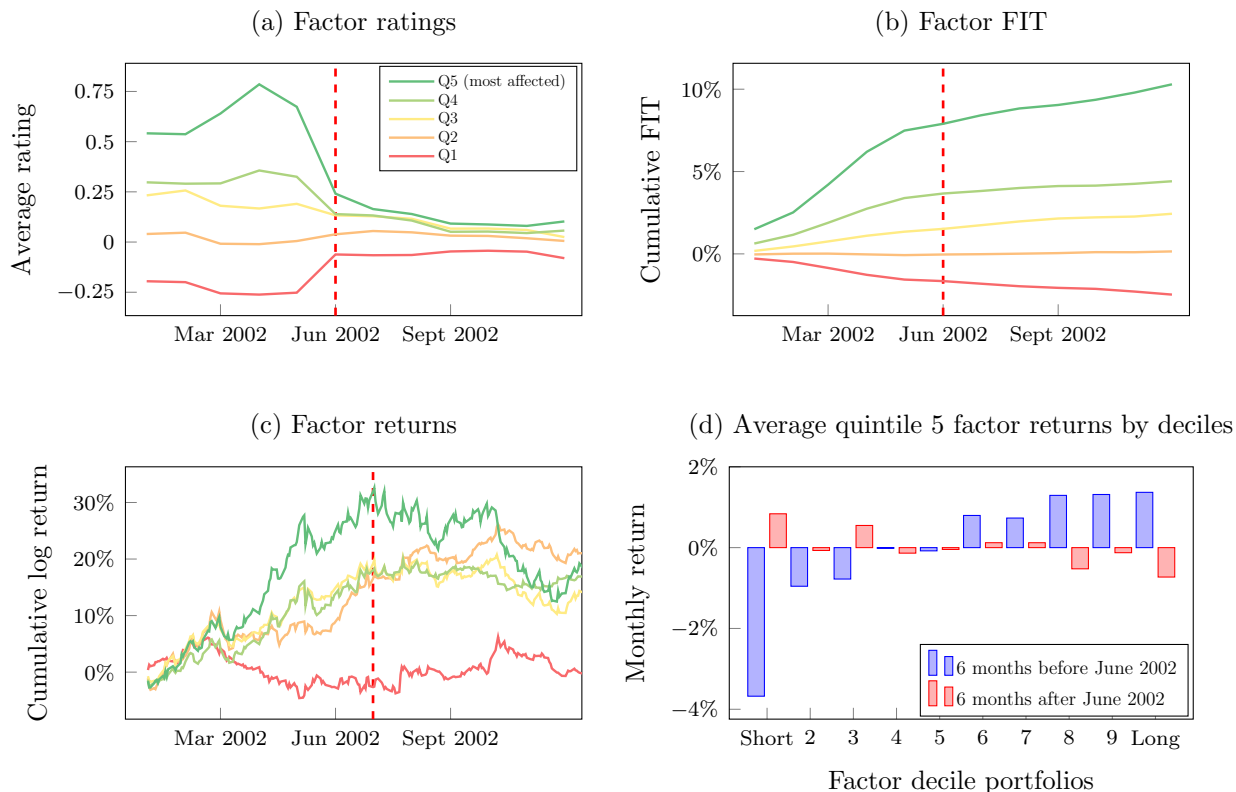 (a) Factor ratings
Average rating
0.75
0.5
0.25
0
−0.25
Q5 (most affected)
Q4
Q3
Q2
Q1
Mar 2002 Jun 2002 Sept 2002
(b) Factor FIT
Cumulative FIT
10%
5%
0%
Mar 2002 Jun 2002 Sept 2002
(c) Factor returns
Cumulative log return
30%
20%
10%
0%
Mar 2002 Jun 2002 Sept 2002
(d) Average quintile 5 factor returns by deciles
Monthly return
2%
0%
−2%
−4%
6 months before June 2002
6 months after June 2002
Short 2 3 4 5 6 7 8 9 Long
Factor decile portfolios